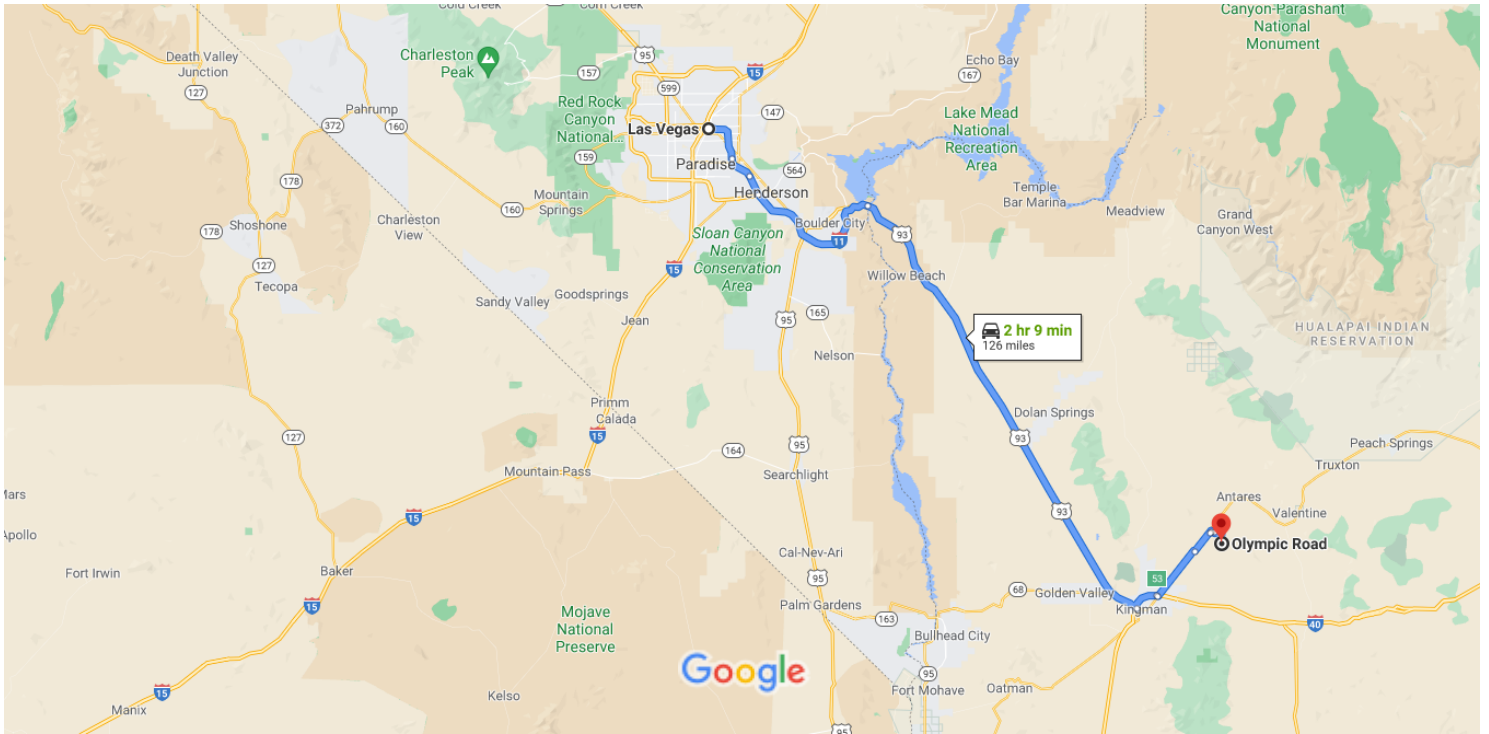 Cold Creek
Corn Creek
Canyon-Parashant
National
Monument
Death Valley
Junction
Charleston
Peak
95
15
Echo Bay
167
127
157
599
Pahrump
Red Rock
Canyon
National...
147
Lake Mead
National
Recreation
Area
372
160
Las Vegas
159
Paradise
564
178
Mountain
Springs
Henderson
Temple
Bar Marina
160
Meadview
Shoshone
178
Charleston
View
Boulder City
Grand
Canyon West
Sloan Canyon
National
Conservation
Area
11
93
127
15
Willow Beach
Tecopa
Sandy Valley
Goodsprings
Jean
95
165
2 hr 9 min
126 miles
HUALAPAI INDIAN
RESERVATION
Nelson
Primm
Calada
Dolan Springs
127
15
95
93
Peach Springs
164
Mountain Pass
Searchlight
Truxton
Mars
Antares
15
93
Valentine
Apollo
Olympic Road
Cal-Nev-Ari
Fort Irwin
Baker
95
53
68
Golden Valley
15
Palm Gardens
Kingman
Mojave
National
Preserve
163
40
Bullhead City
Google
95
15
Kelso
Fort Mohave
Oatman
Manix
95